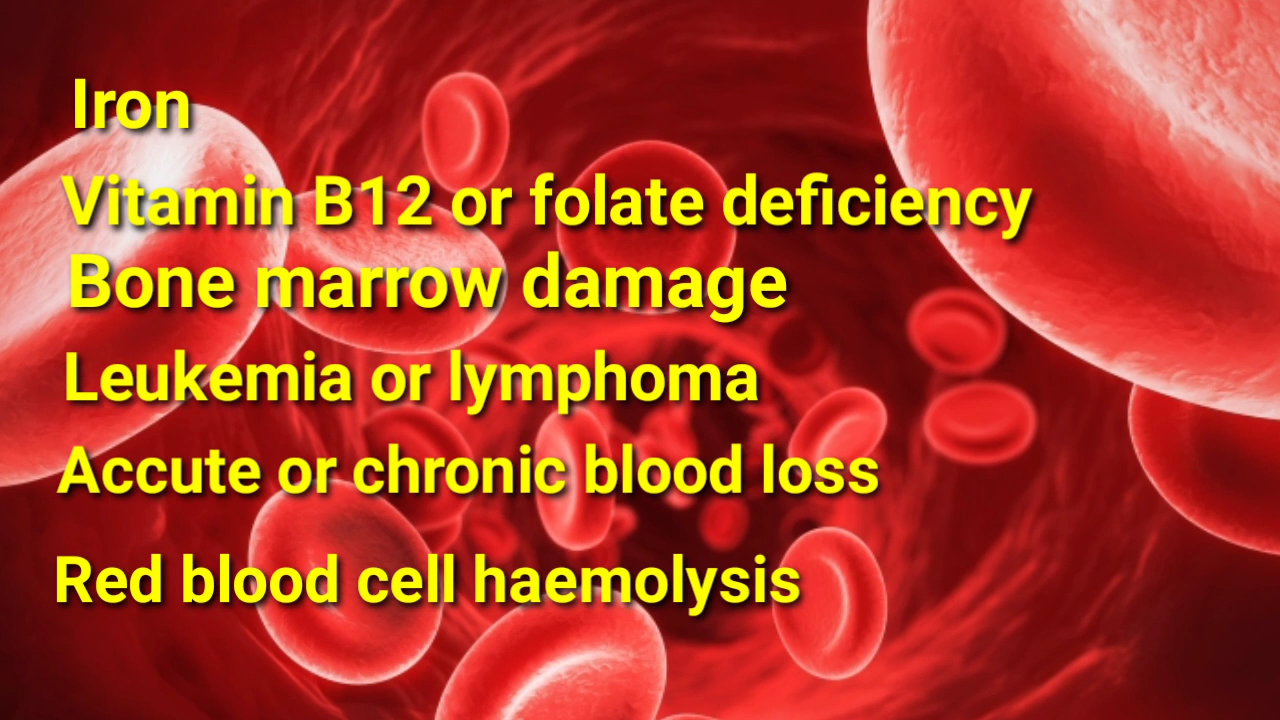 Iron
Vitamin B12 or folate deficiency
Bone marrow damage
Leukemia or lymphoma
Accute or chronic blood loss
Red blood cell haemolysis